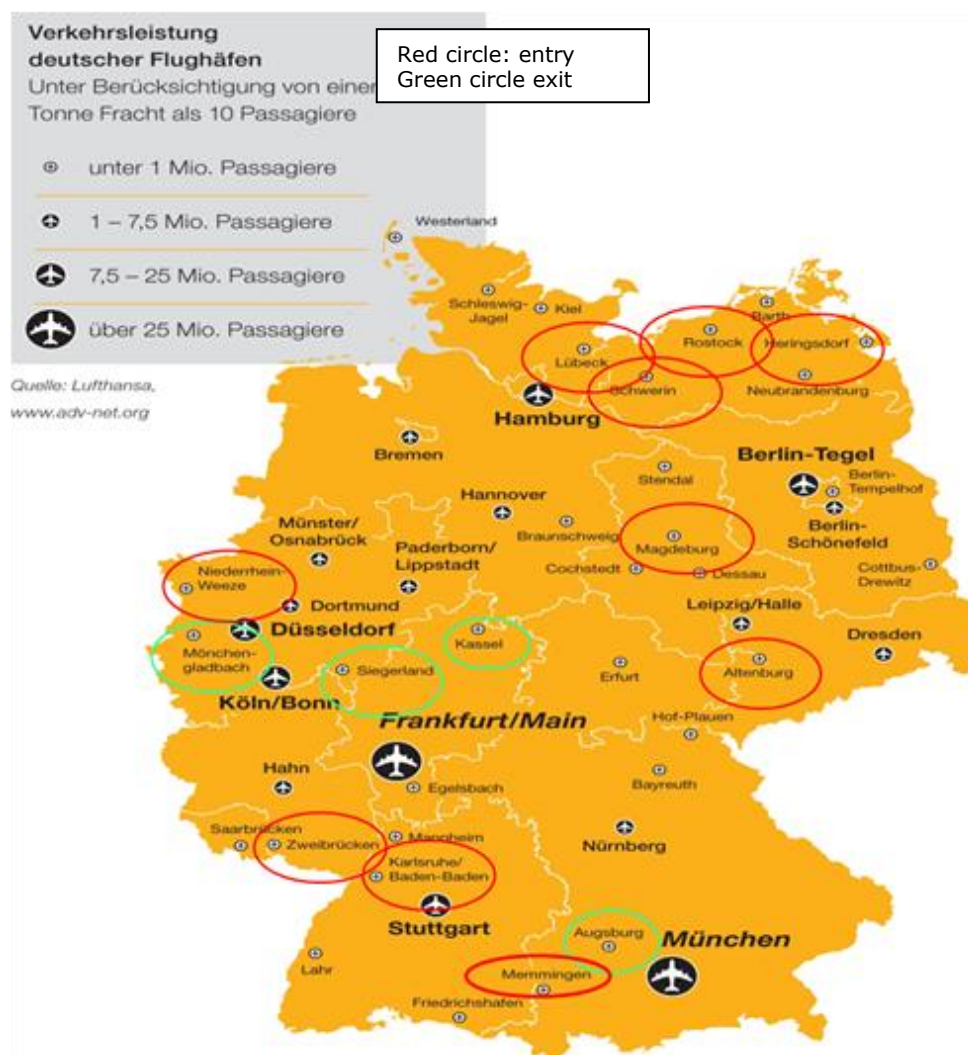 Verkehrsleistung
deutscher Flughäfen
Unter Berücksichtigung von einer
Tonne Fracht als 10 Passagiere
Red circle: entry
Green circle exit
unter 1 Mio. Passagiere
1 – 7,5 Mio. Passagiere
7,5 – 25 Mio. Passagiere
über 25 Mio. Passagiere
Quelle: Lufthansa,
www.adv-net.org
Westerland
Schleswig-
Jagel
Kiel
Barth
Lübeck
Rostock
Heringsdorf
Schwerin
Neubrandenburg
Hamburg
Bremen
Berlin-Tegel
Stendal
Berlin-
Tempelhof
Hannover
Münster/
Osnabrück
Braunschweig
Magdeburg
Berlin-
Schönefeld
Paderborn/
Lippstadt
Cochstedt
Dessau
Cottbus-
Drewitz
Niederrhein-
Weeze
Dortmund
Leipzig/Halle
Düsseldorf
Kassel
Dresden
Mönchen-
gladbach
Siegerland
Erfurt
Altenburg
Köln/Bonn
Frankfurt/Main
Hof-Plauen
Hahn
Egelsbach
Bayreuth
Saarbrücken
Zweibrücken
Mannheim
Nürnberg
Karlsruhe/
Baden-Baden
Stuttgart
Augsburg
München
Lahr
Memmingen
Friedrichshafen